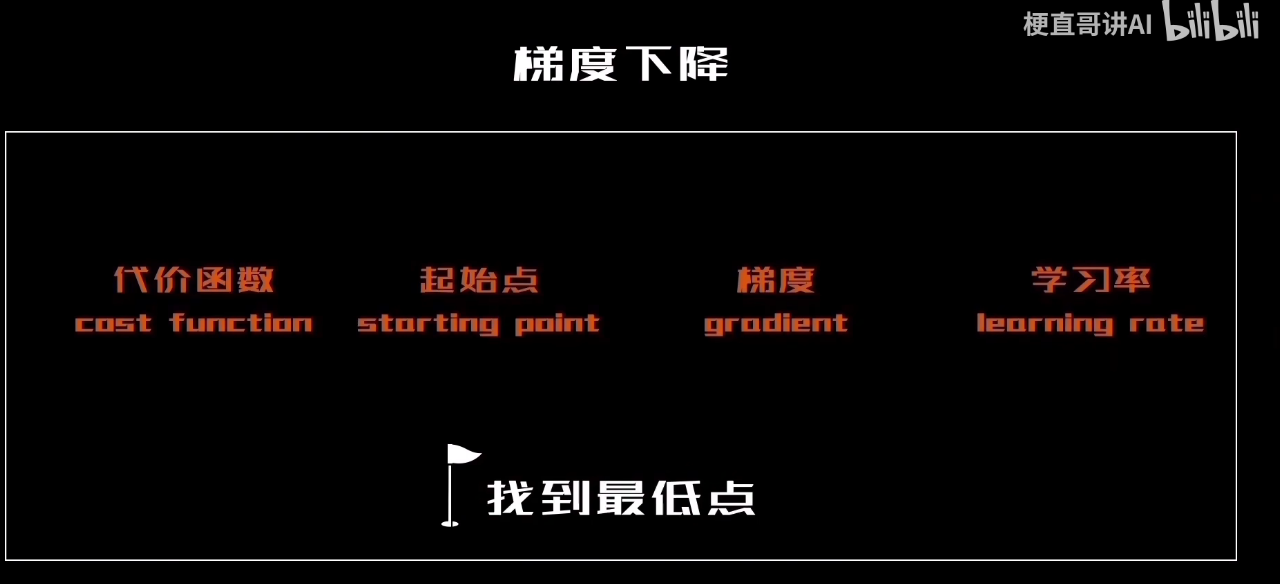 梗直哥讲AI bilibili
梯度下降
代价函数 起始点 梯度 学习率
cost function starting point gradient learning rate
找到最低点